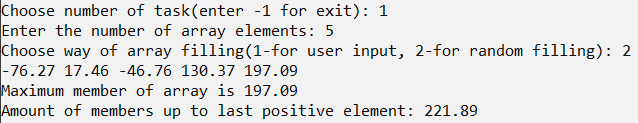 Choose number of task(enter -1 for exit): 1
Enter the number of array elements: 5
Choose way of array filling(1-for user input, 2-for random filling): 2
-76.27 17.46 -46.76 130.37 197.09
Maximum member of array is 197.09
Amount of members up to last positive element: 221.89